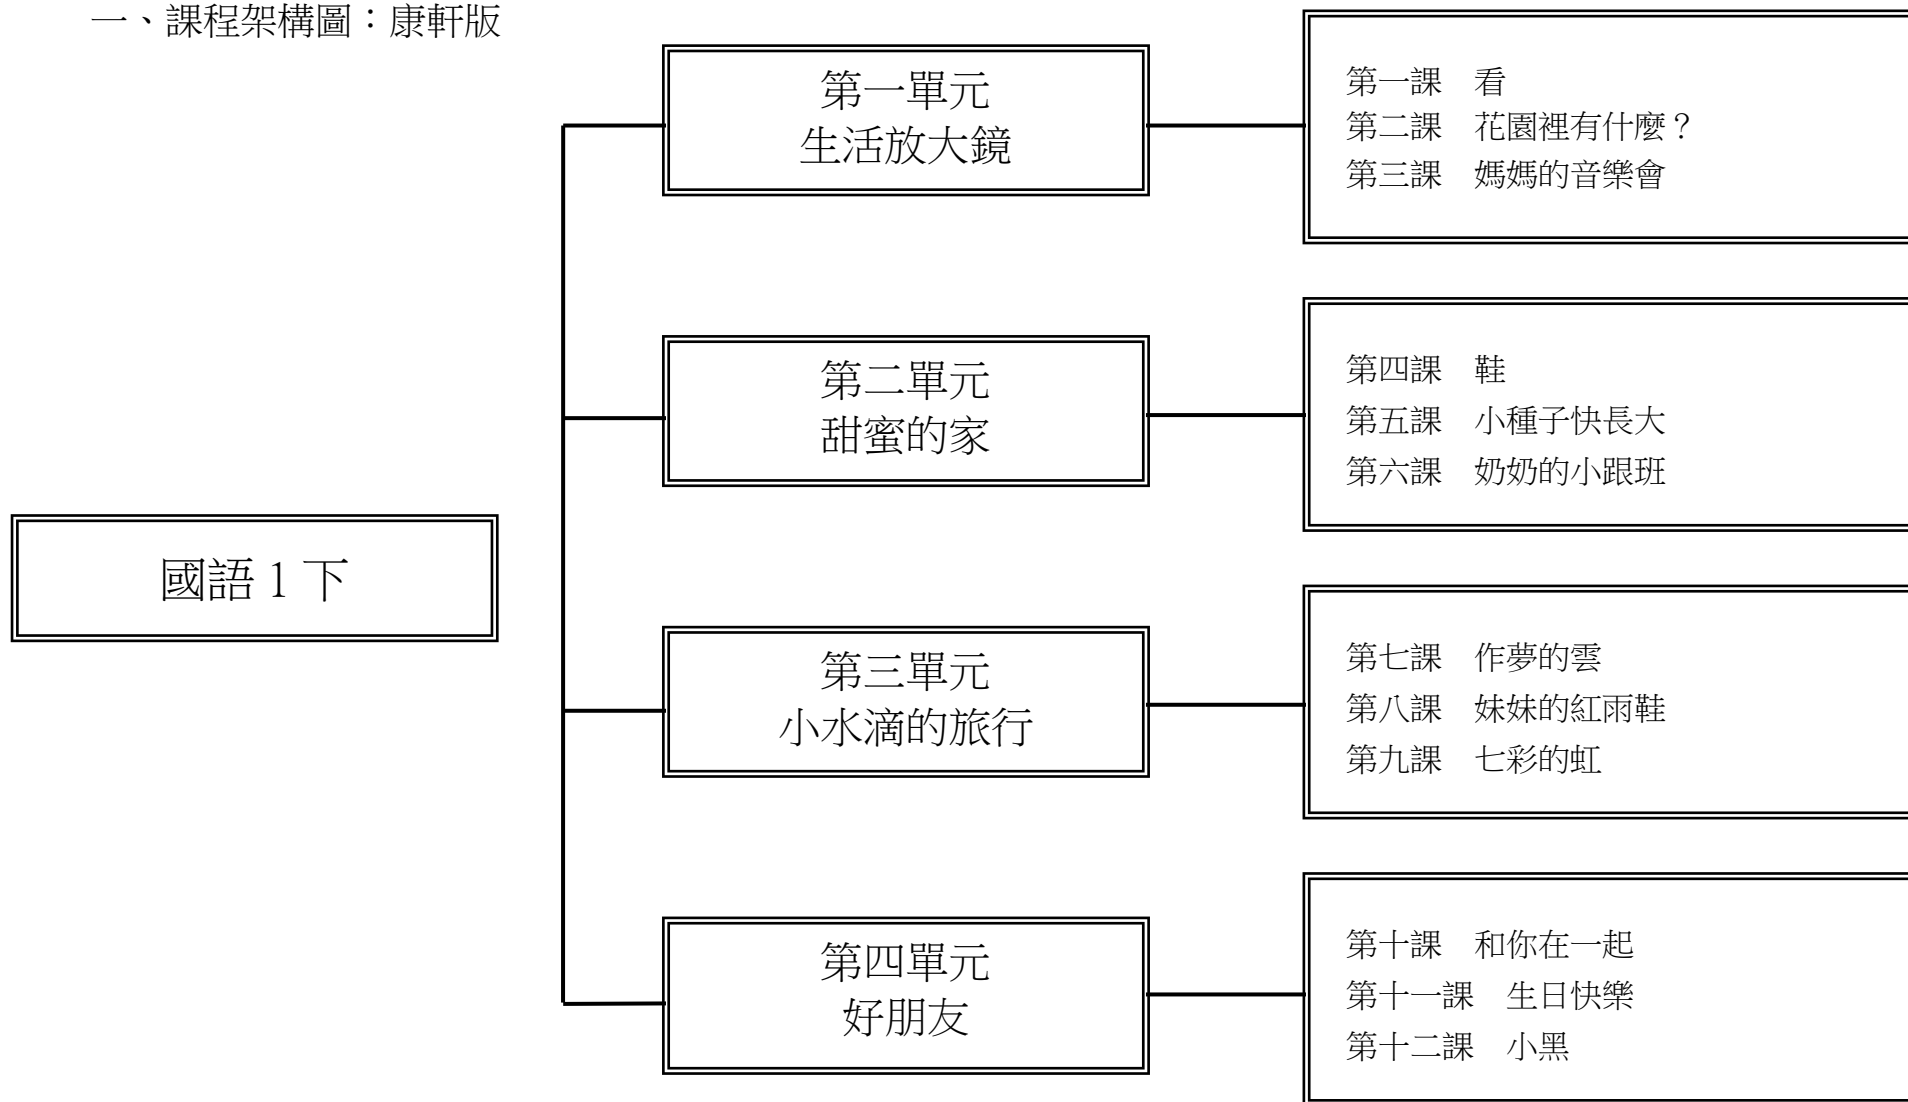 一、課程架構圖：康軒版
國語 1 下
第一單元
生活放大鏡
第一課　看
第二課　花園裡有什麼？
第三課　媽媽的音樂會
第二單元
甜蜜的家
第四課　鞋
第五課　小種子快長大
第六課　奶奶的小跟班
第三單元
小水滴的旅行
第七課　作夢的雲
第八課　妹妹的紅雨鞋
第九課　七彩的虹
第四單元
好朋友
第十課　和你在一起
第十一課　生日快樂
第十二課　小黑